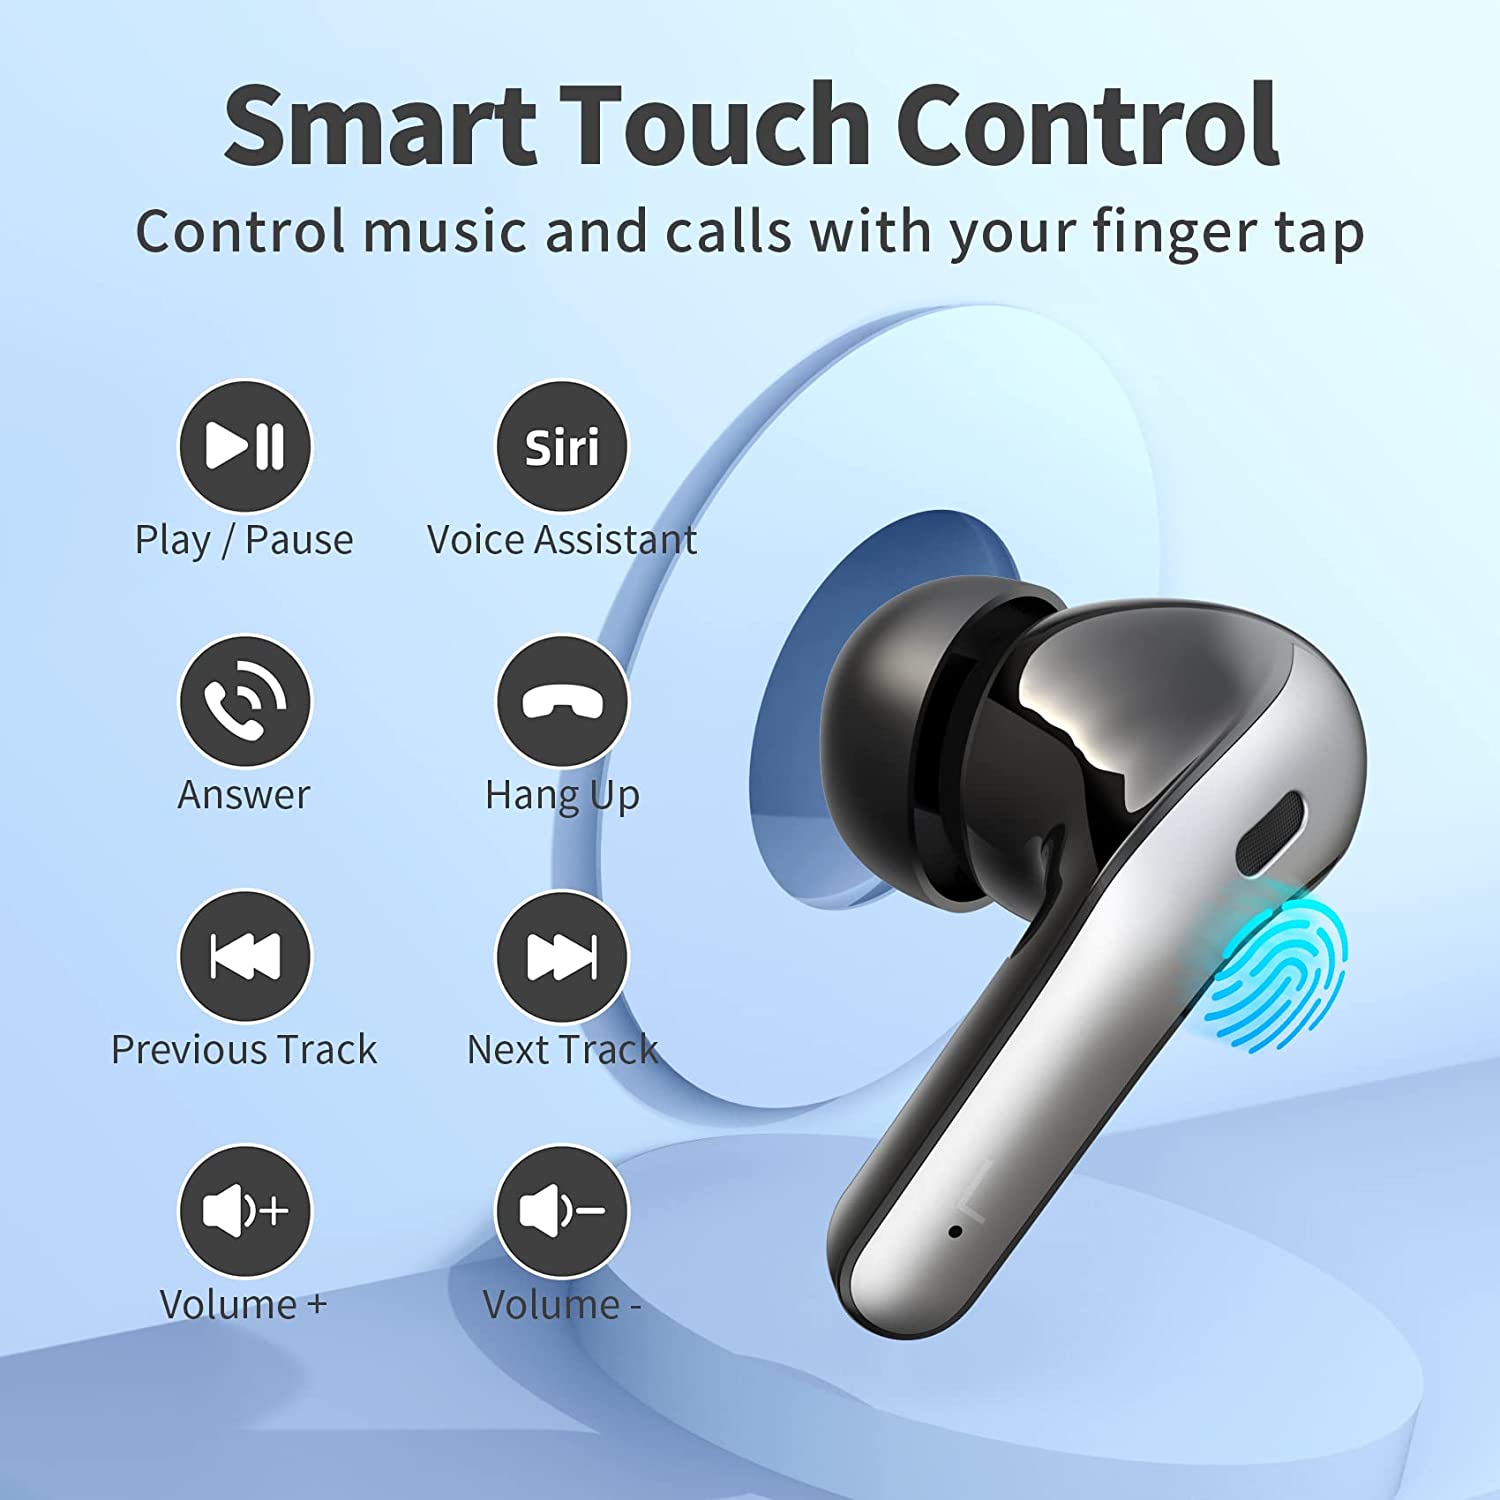 Smart Touch Control
Control music and calls with your finger tap
Siri
Play / Pause
Voice Assistant
Answer
Hang Up
Previous Track
Next Track
Volume +
Volume -
L